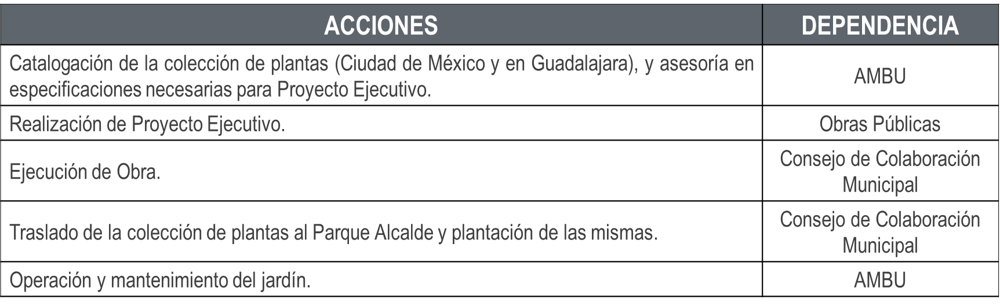 ACCIONES DEPENDENCIA
Catalogación de la colección de plantas (Ciudad de México y en Guadalajara), y asesoría en
especificaciones necesarias para Proyecto Ejecutivo.
AMBU
Realización de Proyecto Ejecutivo. Obras Públicas
Ejecución de Obra.
Consejo de Colaboración
Municipal
Traslado de la colección de plantas al Parque Alcalde y plantación de las mismas.
Consejo de Colaboración
Municipal
Operación y mantenimiento del jardín. AMBU